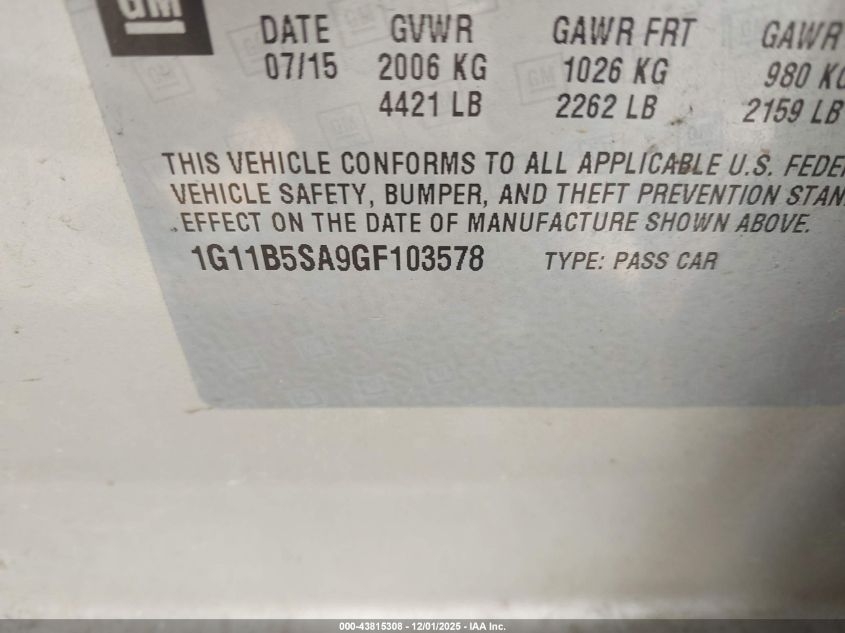 GM
DATE GVWR GAWR FRT GAWR
07/15 2006 KG 1026 KG 980 KG
4421 LB 2262 LB 2159 LB
THIS VEHICLE CONFORMS TO ALL APPLICABLE U.S. FEDE
VEHICLE SAFETY, BUMPER, AND THEFT PREVENTION STAN
EFFECT ON THE DATE OF MANUFACTURE SHOWN ABOVE.
1G11B5SA9GF103578 TYPE: PASS CAR
000-43815308 - 12/01/2025 - IAA Inc.